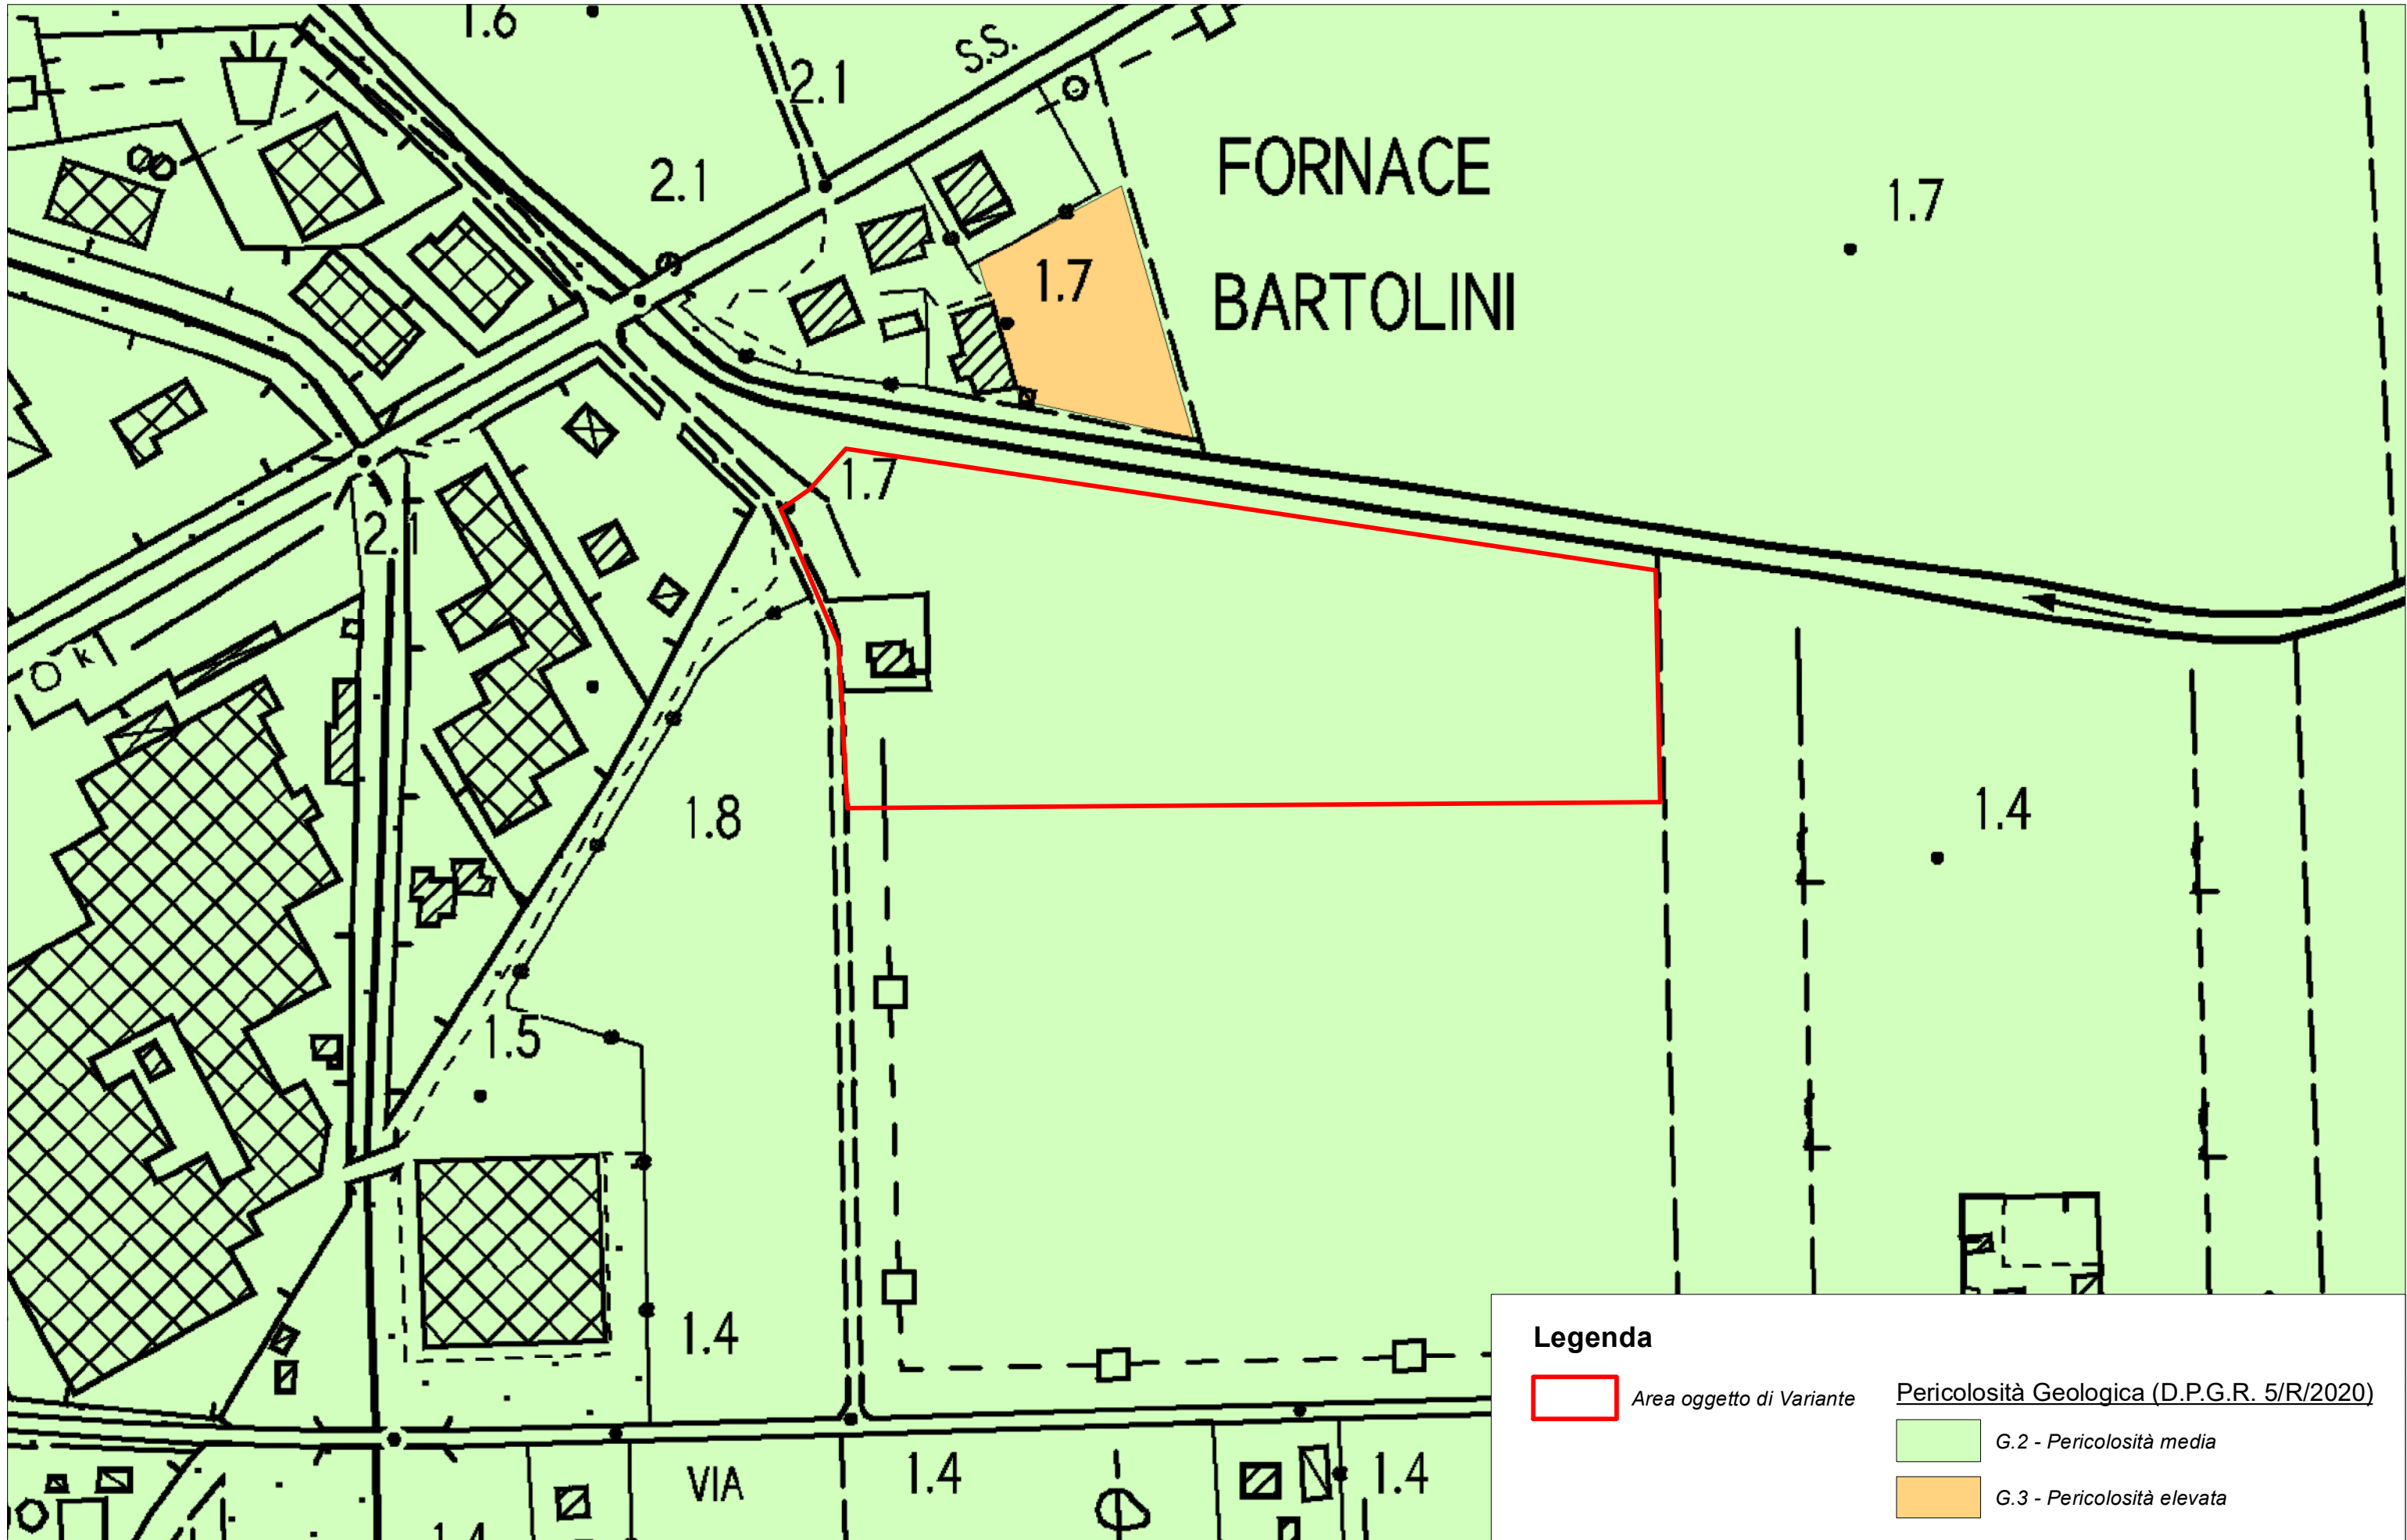 1.6
S.S.
2.1
2.1
FORNACE
BARTOLINI
1.7
1.7
1.7
2.1
1.8
1.4
1.5
1.4
VIA
1.4
1.4
1.4
Legenda
Area oggetto di Variante
Pericolosità Geologica (D.P.G.R. 5/R/2020)
G.2 - Pericolosità media
G.3 - Pericolosità elevata